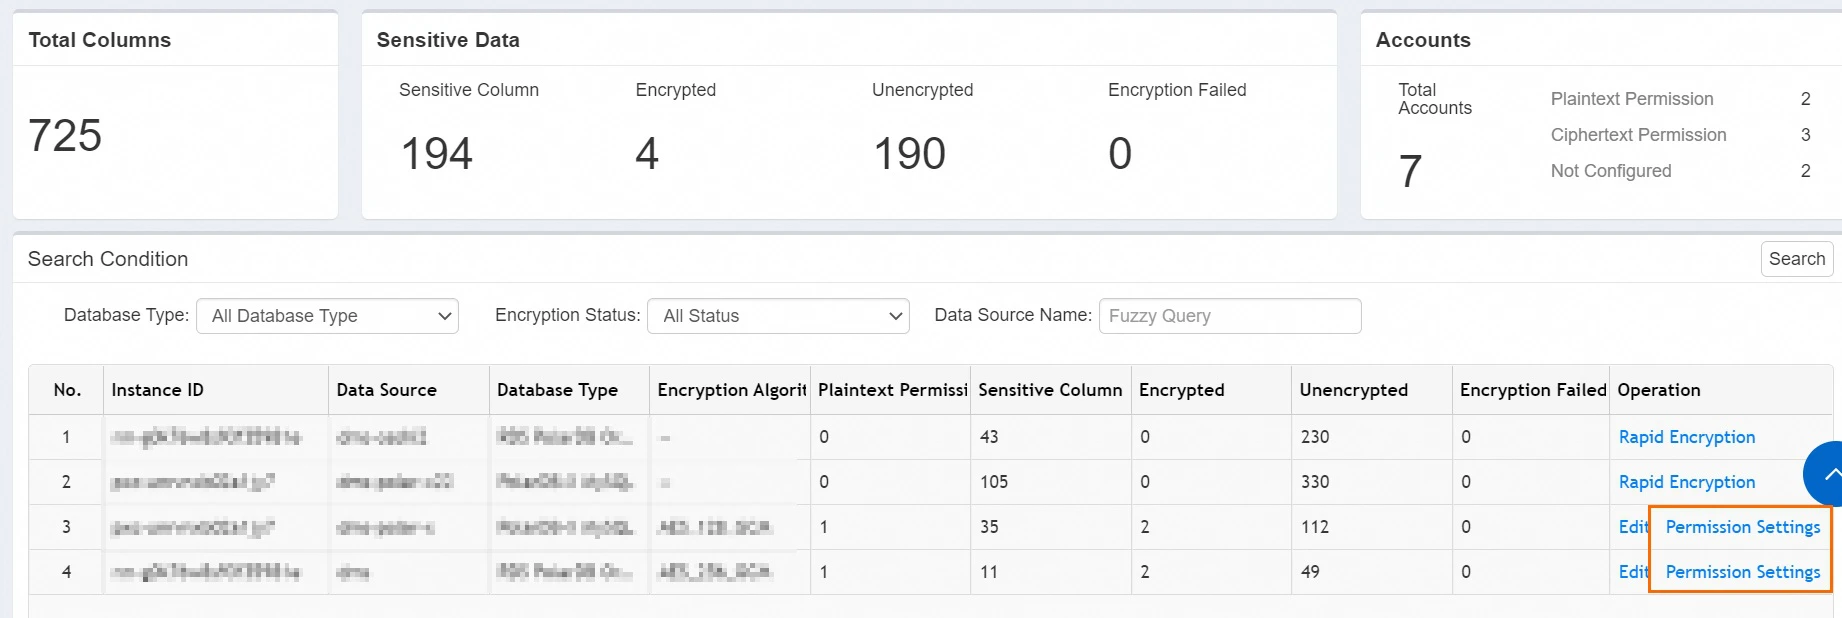 Total Columns
725
Sensitive Data
Sensitive Column Encrypted Unencrypted Encryption Failed
194 4 190 0
Accounts
Total Accounts
7
Plaintext Permission 2
Ciphertext Permission 3
Not Configured 2
Search Condition Search
Database Type: All Database Type Encryption Status: All Status Data Source Name: Fuzzy Query
No. Instance ID Data Source Database Type Encryption Algorit Plaintext Permissi Sensitive Column Encrypted Unencrypted Encryption Failed Operation
1 0 43 0 230 0 Rapid Encryption
2 0 105 0 330 0 Rapid Encryption
3 1 35 2 112 0 Edit Permission Settings
4 1 11 2 49 0 Edit Permission Settings